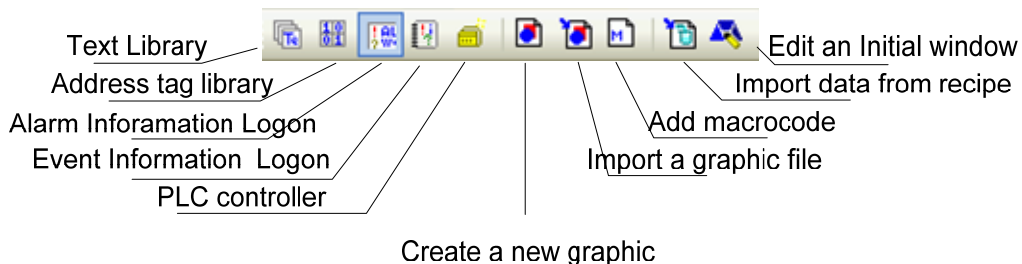 Text Library
Edit an Initial window
Address tag library
Import data from recipe
Alarm Inforamation Logon
Add macrocode
Event Information Logon
Import a graphic file
PLC controller
Create a new graphic